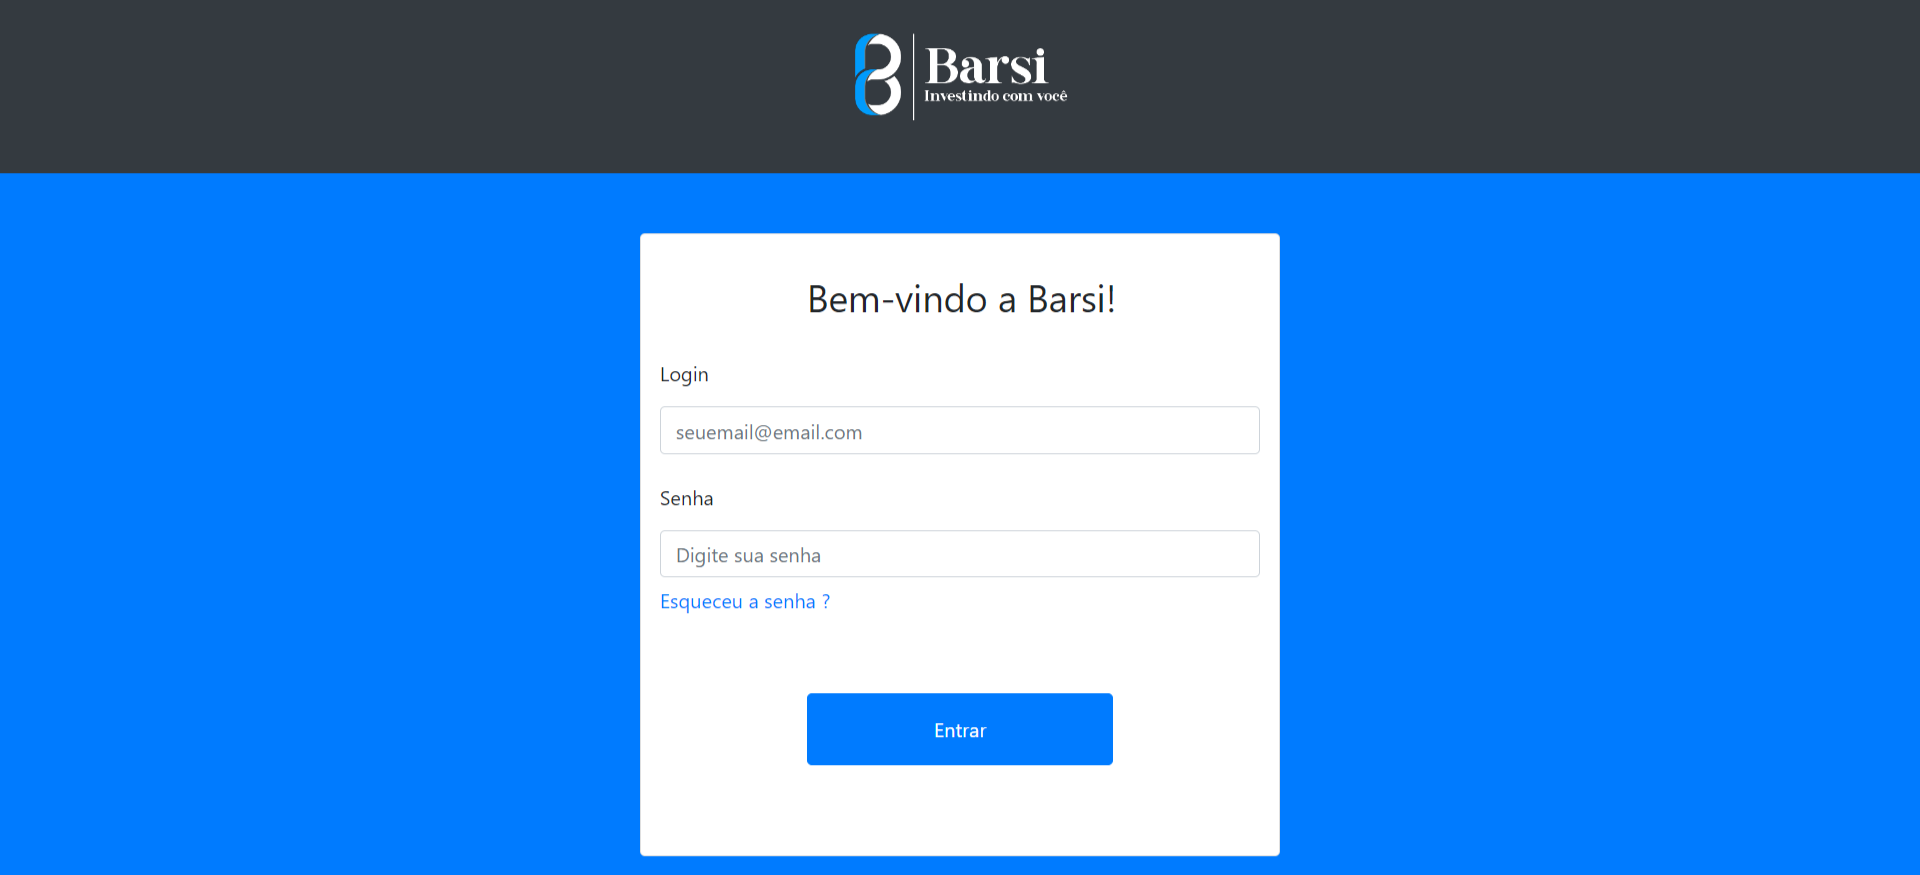 Barsi
Investindo com você
Bem-vindo a Barsi!
Login
seuemail@email.com
Senha
Digite sua senha
Esqueceu a senha ?
Entrar